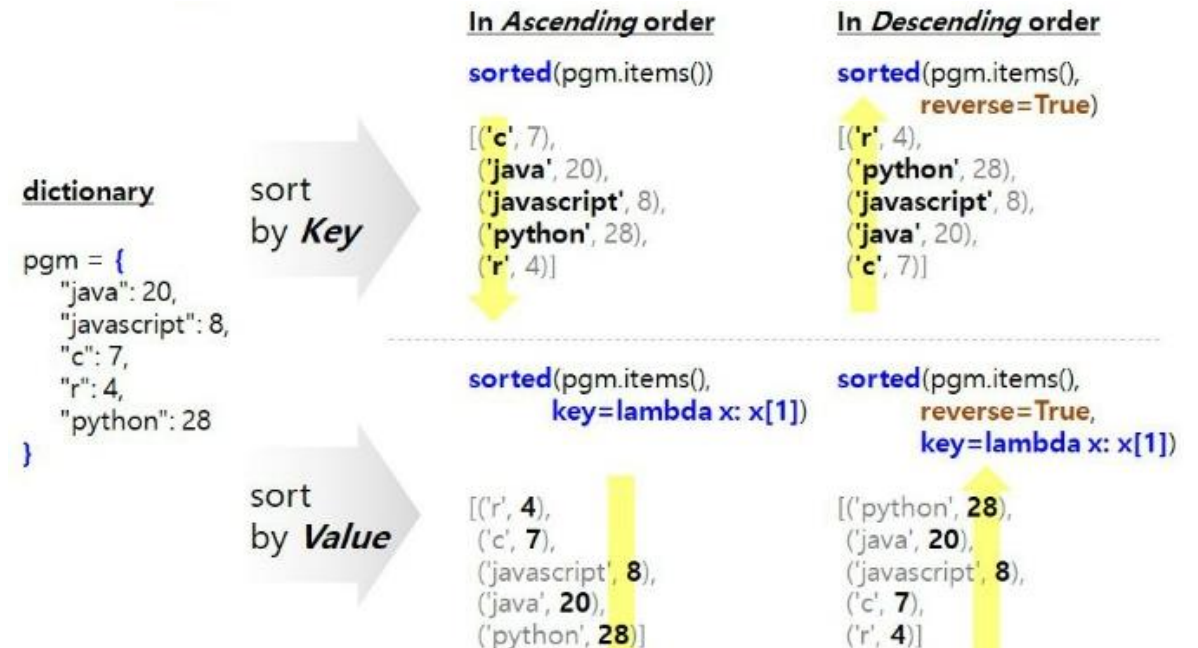 dictionary
pgm = {
"java": 20,
"javascript": 8,
"c": 7,
"r": 4,
"python": 28
}
sort
by Key
In Ascending order
sorted(pgm.items())
[('c', 7),
('java', 20),
('javascript', 8),
('python', 28),
('r', 4)]
In Descending order
sorted(pgm.items(),
reverse=True)
[('r', 4),
('python', 28),
('javascript', 8),
('java', 20),
('c', 7)]
sort
by Value
sorted(pgm.items(),
key=lambda x: x[1])
[('r', 4),
('c', 7),
('javascript', 8),
('java', 20),
('python', 28)]
sorted(pgm.items(),
reverse=True,
key=lambda x: x[1])
[('python', 28),
('java', 20),
('javascript', 8),
('c', 7),
('r', 4)]